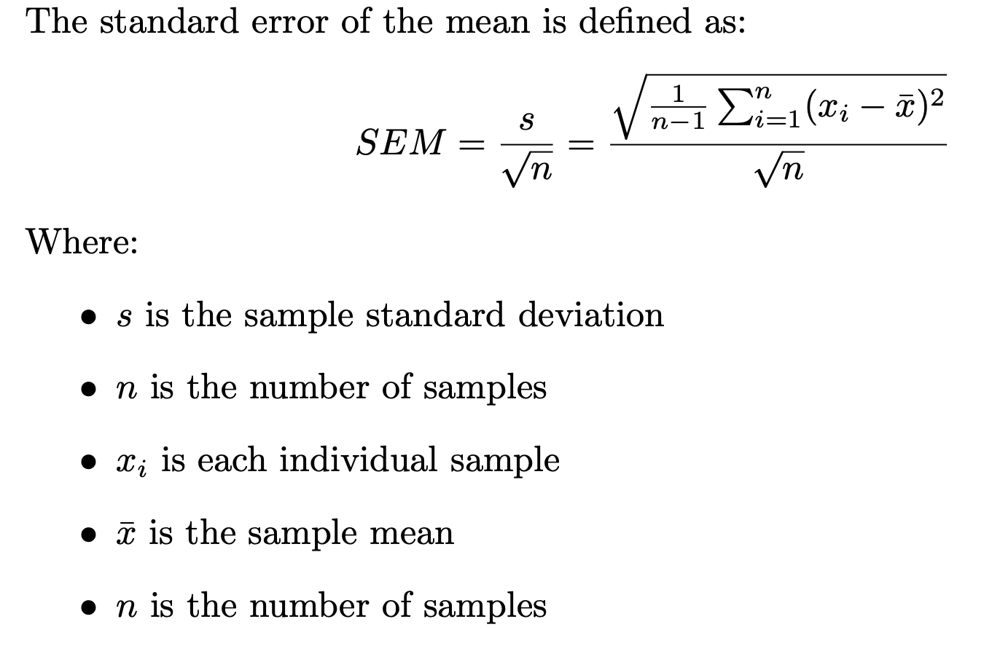 The standard error of the mean is defined as:
$SEM = \frac{s}{\sqrt{n}} = \frac{\sqrt{\frac{1}{n-1} \sum_{i=1}^{n} (x_i - \bar{x})^2}}{\sqrt{n}}$
Where:
• $s$ is the sample standard deviation
• $n$ is the number of samples
• $x_i$ is each individual sample
• $\bar{x}$ is the sample mean
• $n$ is the number of samples